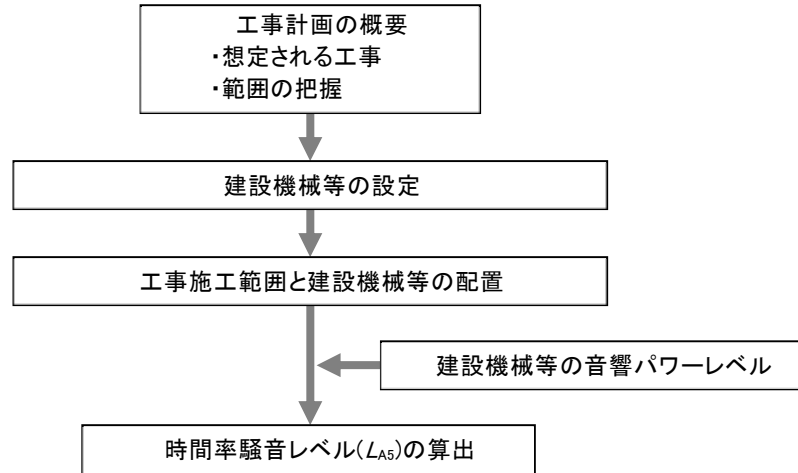 工事計画の概要
・想定される工事
・範囲の把握
建設機械等の設定
工事施工範囲と建設機械等の配置
建設機械等の音響パワーレベル
時間率騒音レベル(LA5)の算出